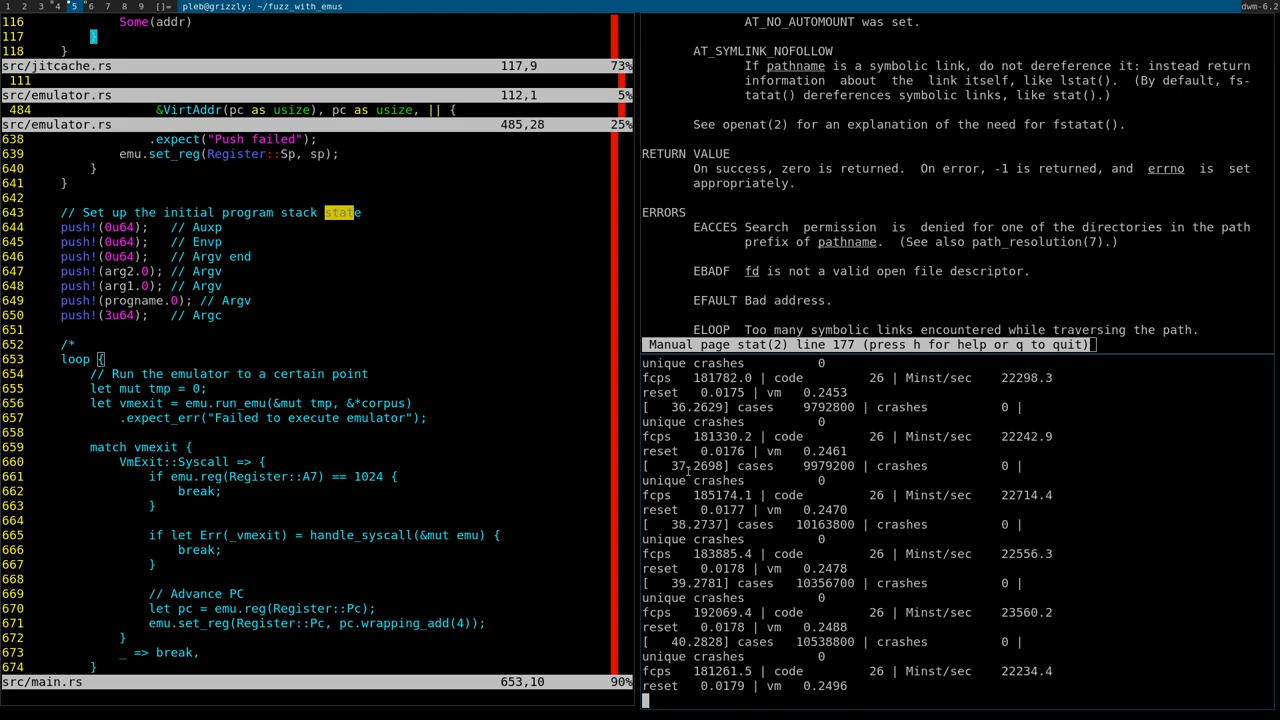 1 2 3 4 5 6 7 8 9 []= pleb@grizzly: ~/fuzz_with_emus dwm-6.2
116 Some(addr)
117 }
118 }
src/jitcache.rs 117,9 73%
111
src/emulator.rs 112,1 5%
484 &VirtAddr(pc as usize), pc as usize, || {
src/emulator.rs 485,28 25%
638 .expect("Push failed");
639 emu.set_reg(Register::Sp, sp);
640 }
641 }
642
643 // Set up the initial program stack state
644 push!(0u64); // Auxp
645 push!(0u64); // Envp
646 push!(0u64); // Argv end
647 push!(arg2.0); // Argv
648 push!(arg1.0); // Argv
649 push!(progname.0); // Argv
650 push!(3u64); // Argc
651
652 /*
653 loop {
654 // Run the emulator to a certain point
655 let mut tmp = 0;
656 let vmexit = emu.run_emu(&mut tmp, &*corpus)
657 .expect_err("Failed to execute emulator");
658
659 match vmexit {
660 VmExit::Syscall => {
661 if emu.reg(Register::A7) == 1024 {
662 break;
663 }
664
665 if let Err(_vmexit) = handle_syscall(&mut emu) {
666 break;
667 }
668
669 // Advance PC
670 let pc = emu.reg(Register::Pc);
671 emu.set_reg(Register::Pc, pc.wrapping_add(4));
672 }
673 _ => break,
674 }
src/main.rs 653,10 90%
AT_NO_AUTOMOUNT was set.
AT_SYMLINK_NOFOLLOW
If pathname is a symbolic link, do not dereference it: instead return
information about the link itself, like lstat(). (By default, fs-
tatat() dereferences symbolic links, like stat().)
See openat(2) for an explanation of the need for fstatat().
RETURN VALUE
On success, zero is returned. On error, -1 is returned, and errno is set
appropriately.
ERRORS
EACCES Search permission is denied for one of the directories in the path
prefix of pathname. (See also path_resolution(7).)
EBADF fd is not a valid open file descriptor.
EFAULT Bad address.
ELOOP Too many symbolic links encountered while traversing the path.
Manual page stat(2) line 177 (press h for help or q to quit)
unique crashes 0
fcps 181782.0 | code 26 | Minst/sec 22298.3
reset 0.0175 | vm 0.2453
[ 36.2629] cases 9792800 | crashes 0 |
unique crashes 0
fcps 181330.2 | code 26 | Minst/sec 22242.9
reset 0.0176 | vm 0.2461
[ 37.2698] cases 9979200 | crashes 0 |
unique crashes 0
fcps 185174.1 | code 26 | Minst/sec 22714.4
reset 0.0177 | vm 0.2470
[ 38.2737] cases 10163800 | crashes 0 |
unique crashes 0
fcps 183885.4 | code 26 | Minst/sec 22556.3
reset 0.0178 | vm 0.2478
[ 39.2781] cases 10356700 | crashes 0 |
unique crashes 0
fcps 192069.4 | code 26 | Minst/sec 23560.2
reset 0.0178 | vm 0.2488
[ 40.2828] cases 10538800 | crashes 0 |
unique crashes 0
fcps 181261.5 | code 26 | Minst/sec 22234.4
reset 0.0179 | vm 0.2496